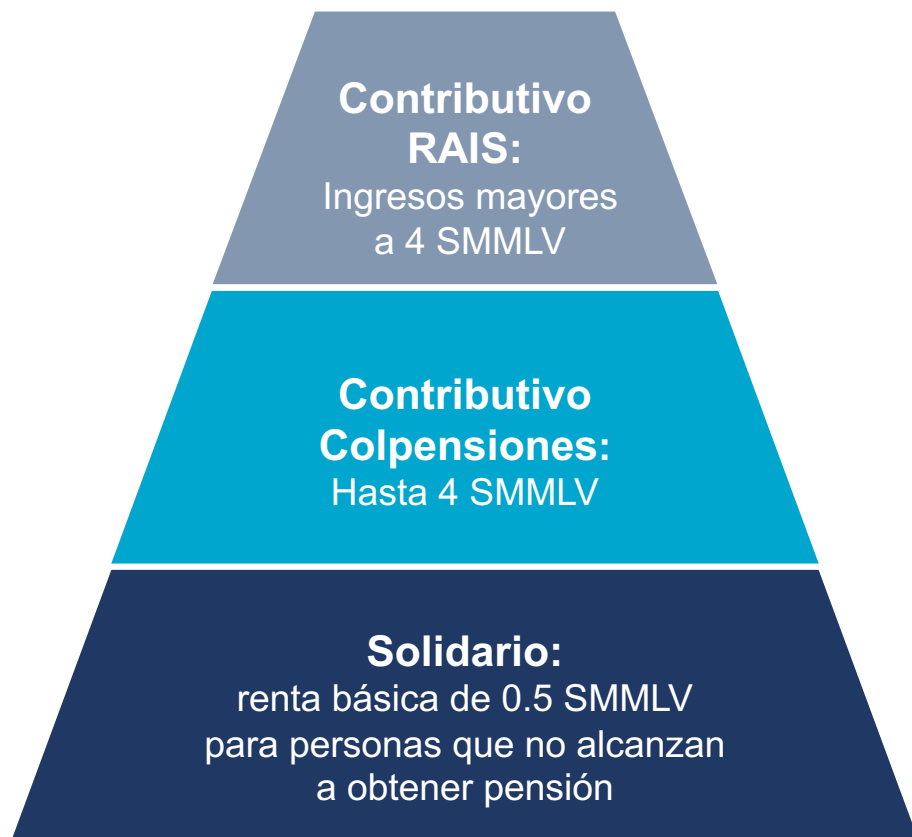 Contributivo
RAIS:
Ingresos mayores
a 4 SMMLV
Contributivo
Colpensiones:
Hasta 4 SMMLV
Solidario:
renta básica de 0.5 SMMLV
para personas que no alcanzan
a obtener pensión